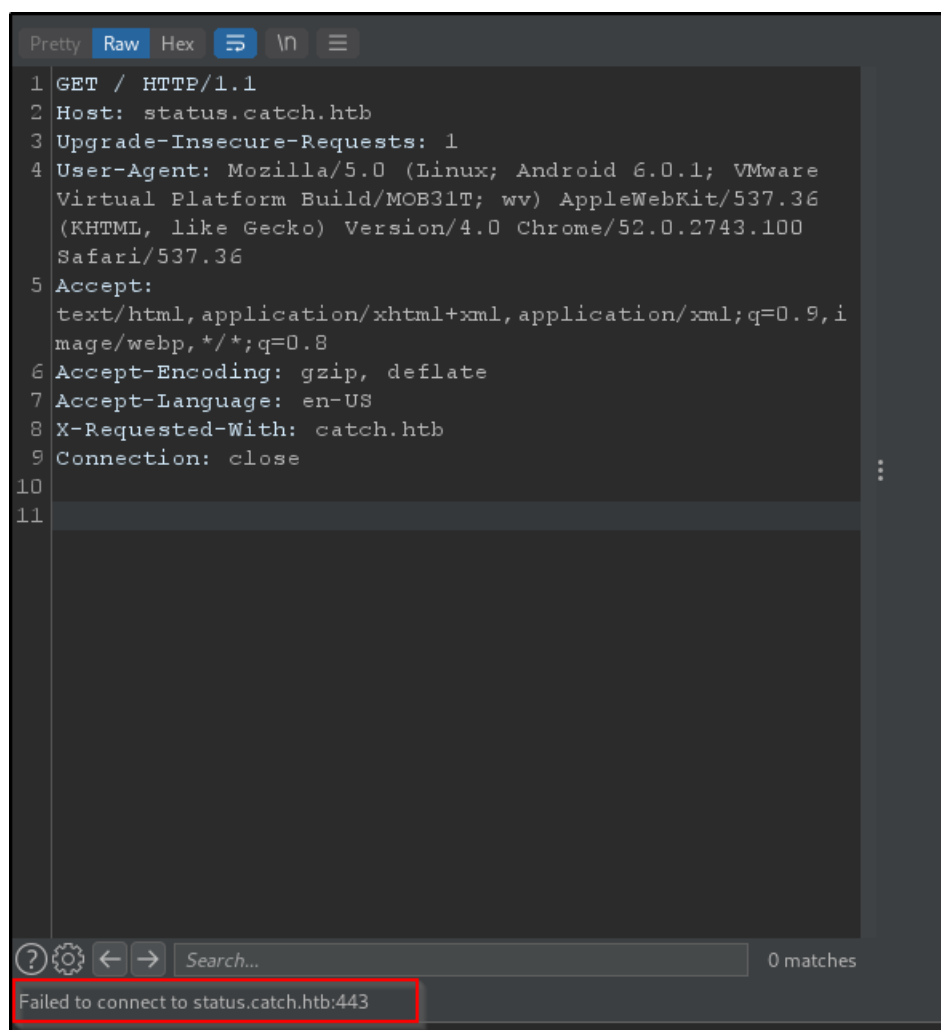 Pretty Raw Hex \n
1 GET / HTTP/1.1
2 Host: status.catch.htb
3 Upgrade-Insecure-Requests: 1
4 User-Agent: Mozilla/5.0 (Linux; Android 6.0.1; VMware
Virtual Platform Build/MOB31T; wv) AppleWebKit/537.36
(KHTML, like Gecko) Version/4.0 Chrome/52.0.2743.100
Safari/537.36
5 Accept:
text/html,application/xhtml+xml,application/xml;q=0.9,i
mage/webp,*/*;q=0.8
6 Accept-Encoding: gzip, deflate
7 Accept-Language: en-US
8 X-Requested-With: catch.htb
9 Connection: close
10
11
? Search... 0 matches
Failed to connect to status.catch.htb:443